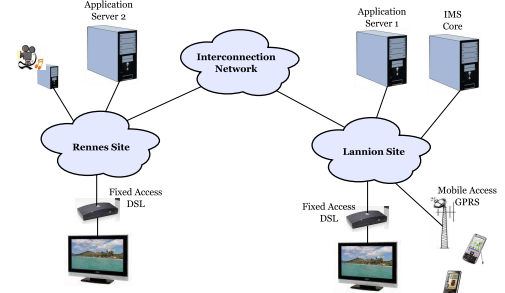 Application
Server 2
Application
Server 1
IMS
Core
Interconnection
Network
Rennes Site
Lannion Site
Fixed Access
DSL
Fixed Access
DSL
Mobile Access
GPRS